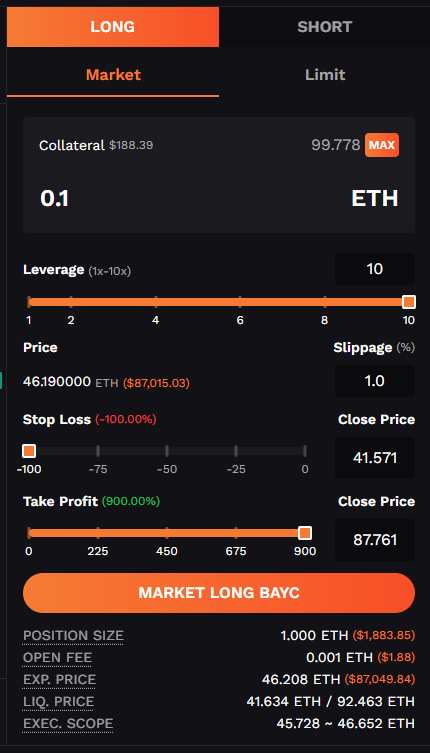 LONG SHORT
Market Limit
Collateral $188.39 99.778 MAX
0.1 ETH
Leverage (1x-10x) 10
1 2 4 6 8 10
Price Slippage (%)
46.190000 ETH ($87,015.03) 1.0
Stop Loss (-100.00%) Close Price
-100 -75 -50 -25 0 41.571
Take Profit (900.00%) Close Price
0 225 450 675 900 87.761
MARKET LONG BAYC
POSITION SIZE 1.000 ETH ($1,883.85)
OPEN FEE 0.001 ETH ($1.88)
EXP. PRICE 46.208 ETH ($87,049.84)
LIQ. PRICE 41.634 ETH / 92.463 ETH
EXEC. SCOPE 45.728 ~ 46.652 ETH